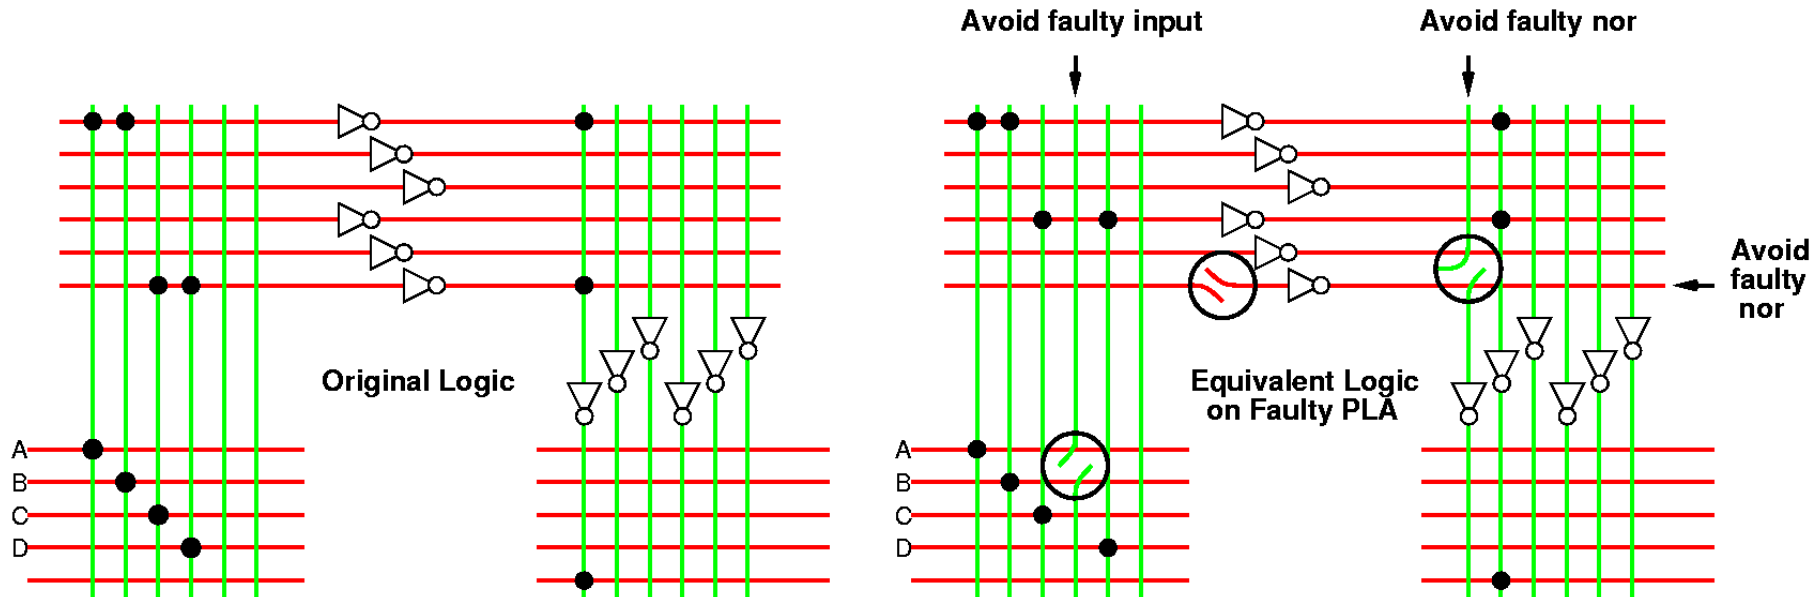 Avoid faulty input
Avoid faulty nor
Avoid
faulty
nor
Original Logic
Equivalent Logic
on Faulty PLA
A
B
C
D
A
B
C
D